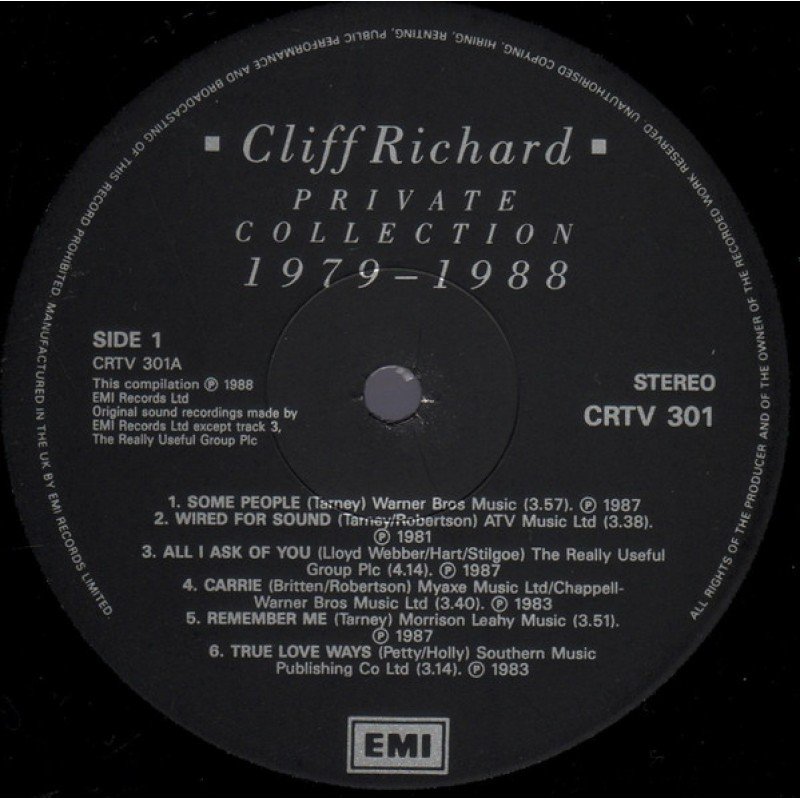 ALL RIGHTS OF THE PRODUCER AND OF THE OWNER OF THE RECORDED WORK RESERVED UNAUTHORISED COPYING, HIRING, RENTING, PUBLIC PERFORMANCE AND BROADCASTING OF THIS RECORD PROHIBITED MANUFACTURED IN THE UK BY EMI RECORDS LIMITED.
Cliff Richard
PRIVATE
COLLECTION
1979-1988
SIDE 1
CRTV 301A
This compilation ℗ 1988
EMI Records Ltd
Original sound recordings made by
EMI Records Ltd except track 3,
The Really Useful Group Plc
STEREO
CRTV 301
1. SOME PEOPLE (Tarney) Warner Bros Music (3.57). ℗ 1987
2. WIRED FOR SOUND (Tarney/Robertson) ATV Music Ltd (3.38).
℗ 1981
3. ALL I ASK OF YOU (Lloyd Webber/Hart/Stilgoe) The Really Useful
Group Plc (4.14). ℗ 1987
4. CARRIE (Britten/Robertson) Myaxe Music Ltd/Chappell-
Warner Bros Music Ltd (3.40). ℗ 1983
5. REMEMBER ME (Tarney) Morrison Leahy Music (3.51).
℗ 1987
6. TRUE LOVE WAYS (Petty/Holly) Southern Music
Publishing Co Ltd (3.14). ℗ 1983
EMI